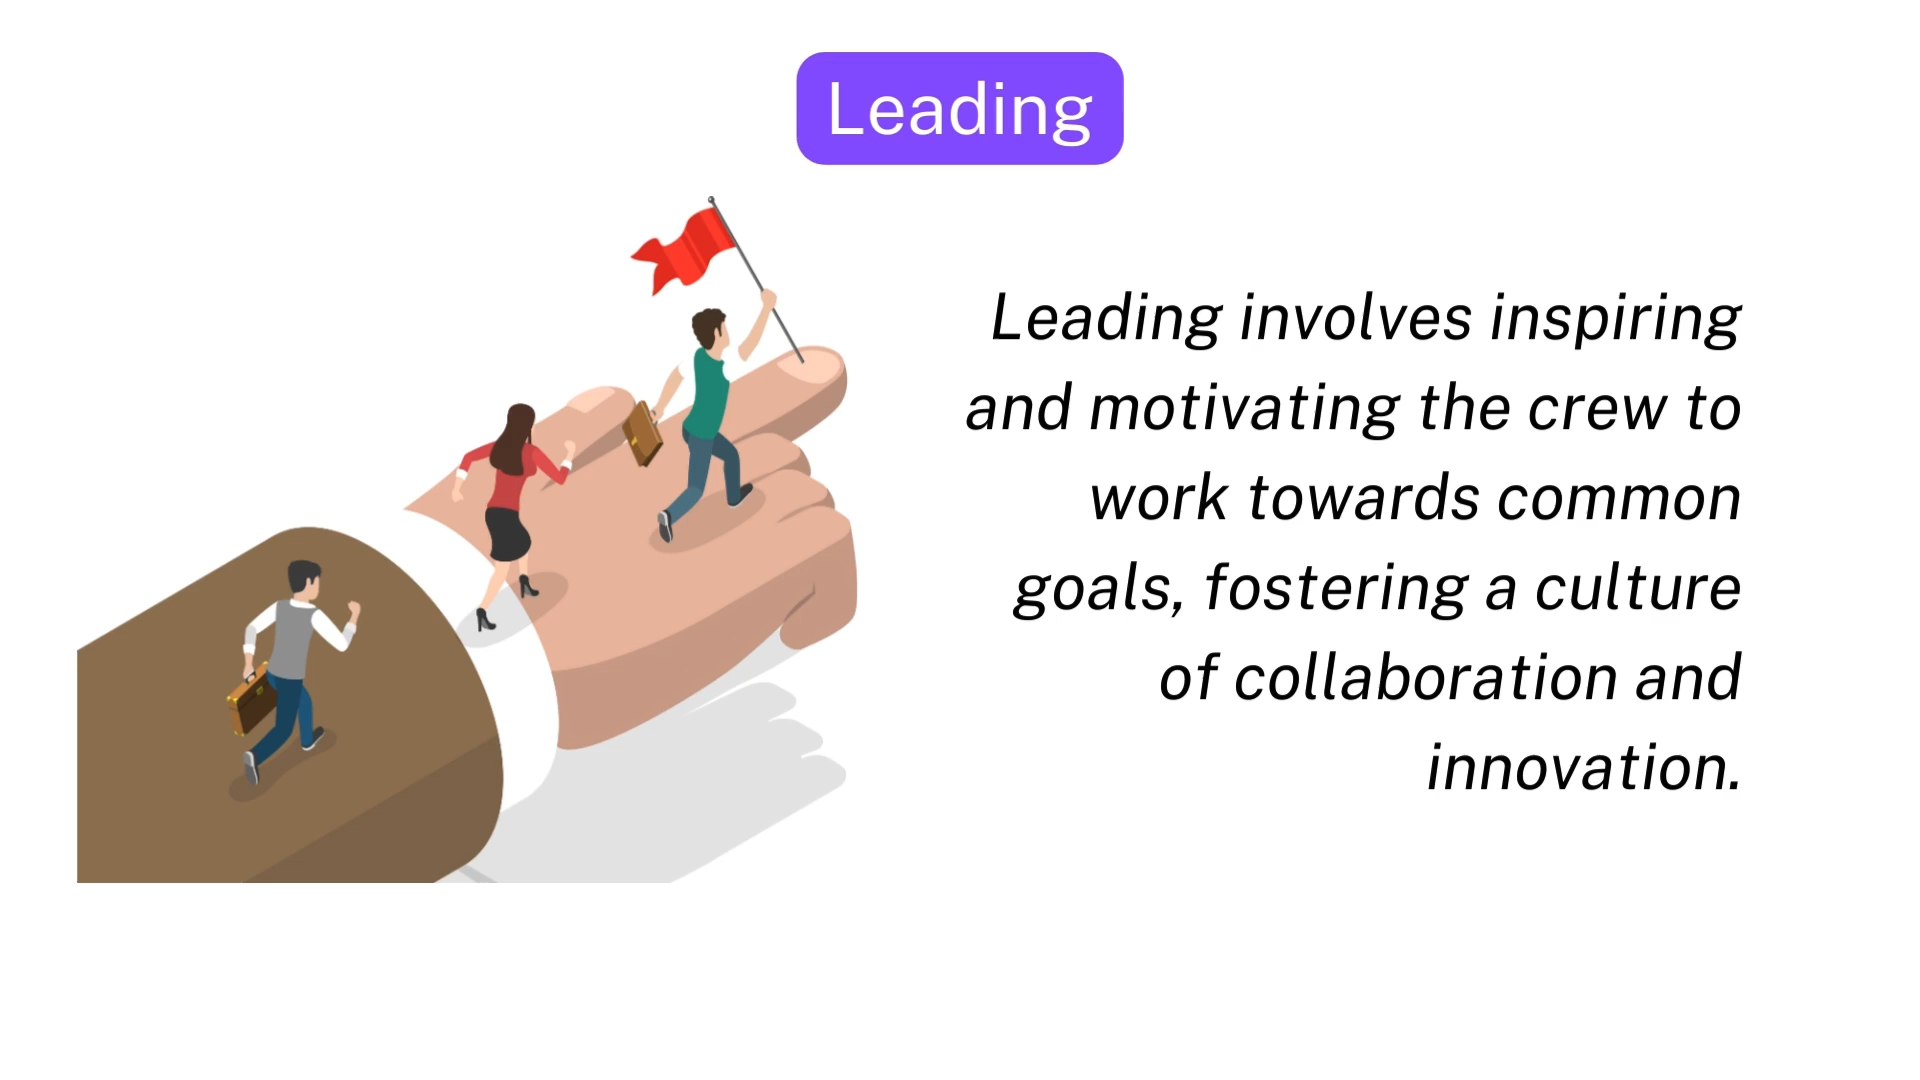 Leading
Leading involves inspiring
and motivating the crew to
work towards common
goals, fostering a culture
of collaboration and
innovation.